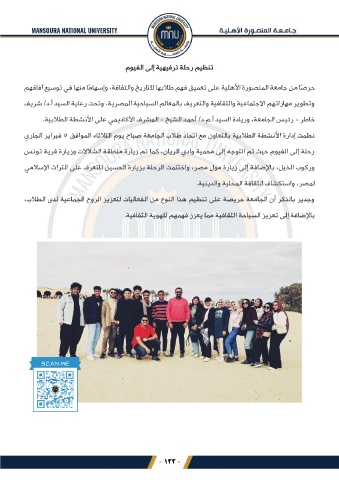 MANSOURA NATIONAL UNIVERSITY
جـامـعـة المنصـورة الأهـليـة
تنظيم رحلة ترفيهية إلى الفيوم
حرصًا من جامعة المنصورة الأهلية على تعميق فهم طلابها للتاريخ والثقافة، وإسهامًا منها في توسيع آفاقهم
وتطوير مهاراتهم الاجتماعية والثقافية والتعريف بالمعالم السياحية المصرية، وتحت رعاية السيد أ.د/ شريف
خاطر - رئيس الجامعة، وريادة السيد أ.م.د/ أحمد الشيخ - المشرف الأكاديمي على الأنشطة الطلابية.
نظمت إدارة الأنشطة الطلابية بالتعاون مع اتحاد طلاب الجامعة صباح يوم الثلاثاء الموافق ٥ فبراير الجاري
رحلة إلى الفيوم حيث تم التوجه إلى محمية وادي الريان، كما تم زيارة منطقة الشلالات وزيارة قرية تونس
وركوب الخيل، بالإضافة إلى زيارة مول مصر، واختتمت الرحلة بزيارة الحسين للتعرف على التراث الإسلامي
لمصر، واستكشاف الثقافة المحلية والدينية.
وجدير بالذكر أن الجامعة حريصة على تنظيم هذا النوع من الفعاليات لتعزيز الروح الجماعية لدى الطلاب،
بالإضافة إلى تعزيز السياحة الثقافية مما يعزز فهمهم للهوية الثقافية.
SCAN ME
- ١٢٣ -